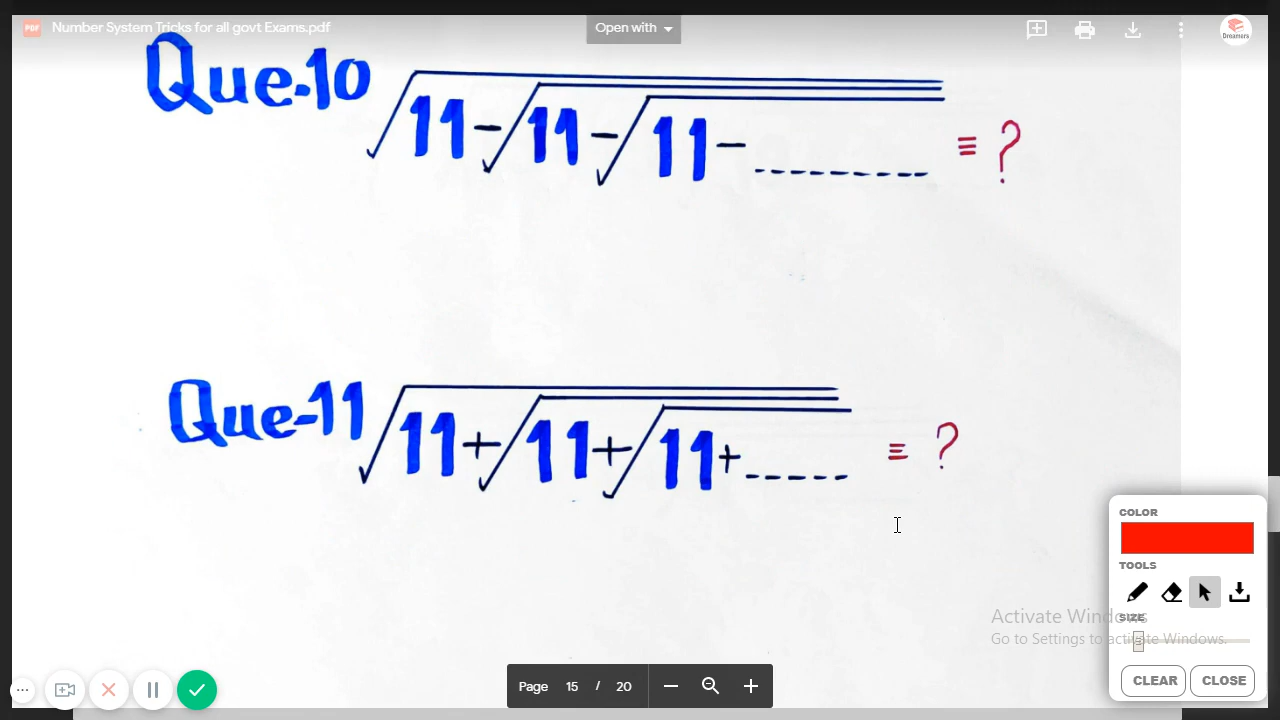 Number System Tricks for all govt Exams.pdf
Open with
Dreamers
Que-10 √11-√11-√11- --------- = ?
Que-11 √11+√11+√11+ ----- = ?
COLOR
TOOLS
SIZE
Activate Windows
Go to Settings to activate Windows.
CLEAR CLOSE
Page 15 / 20